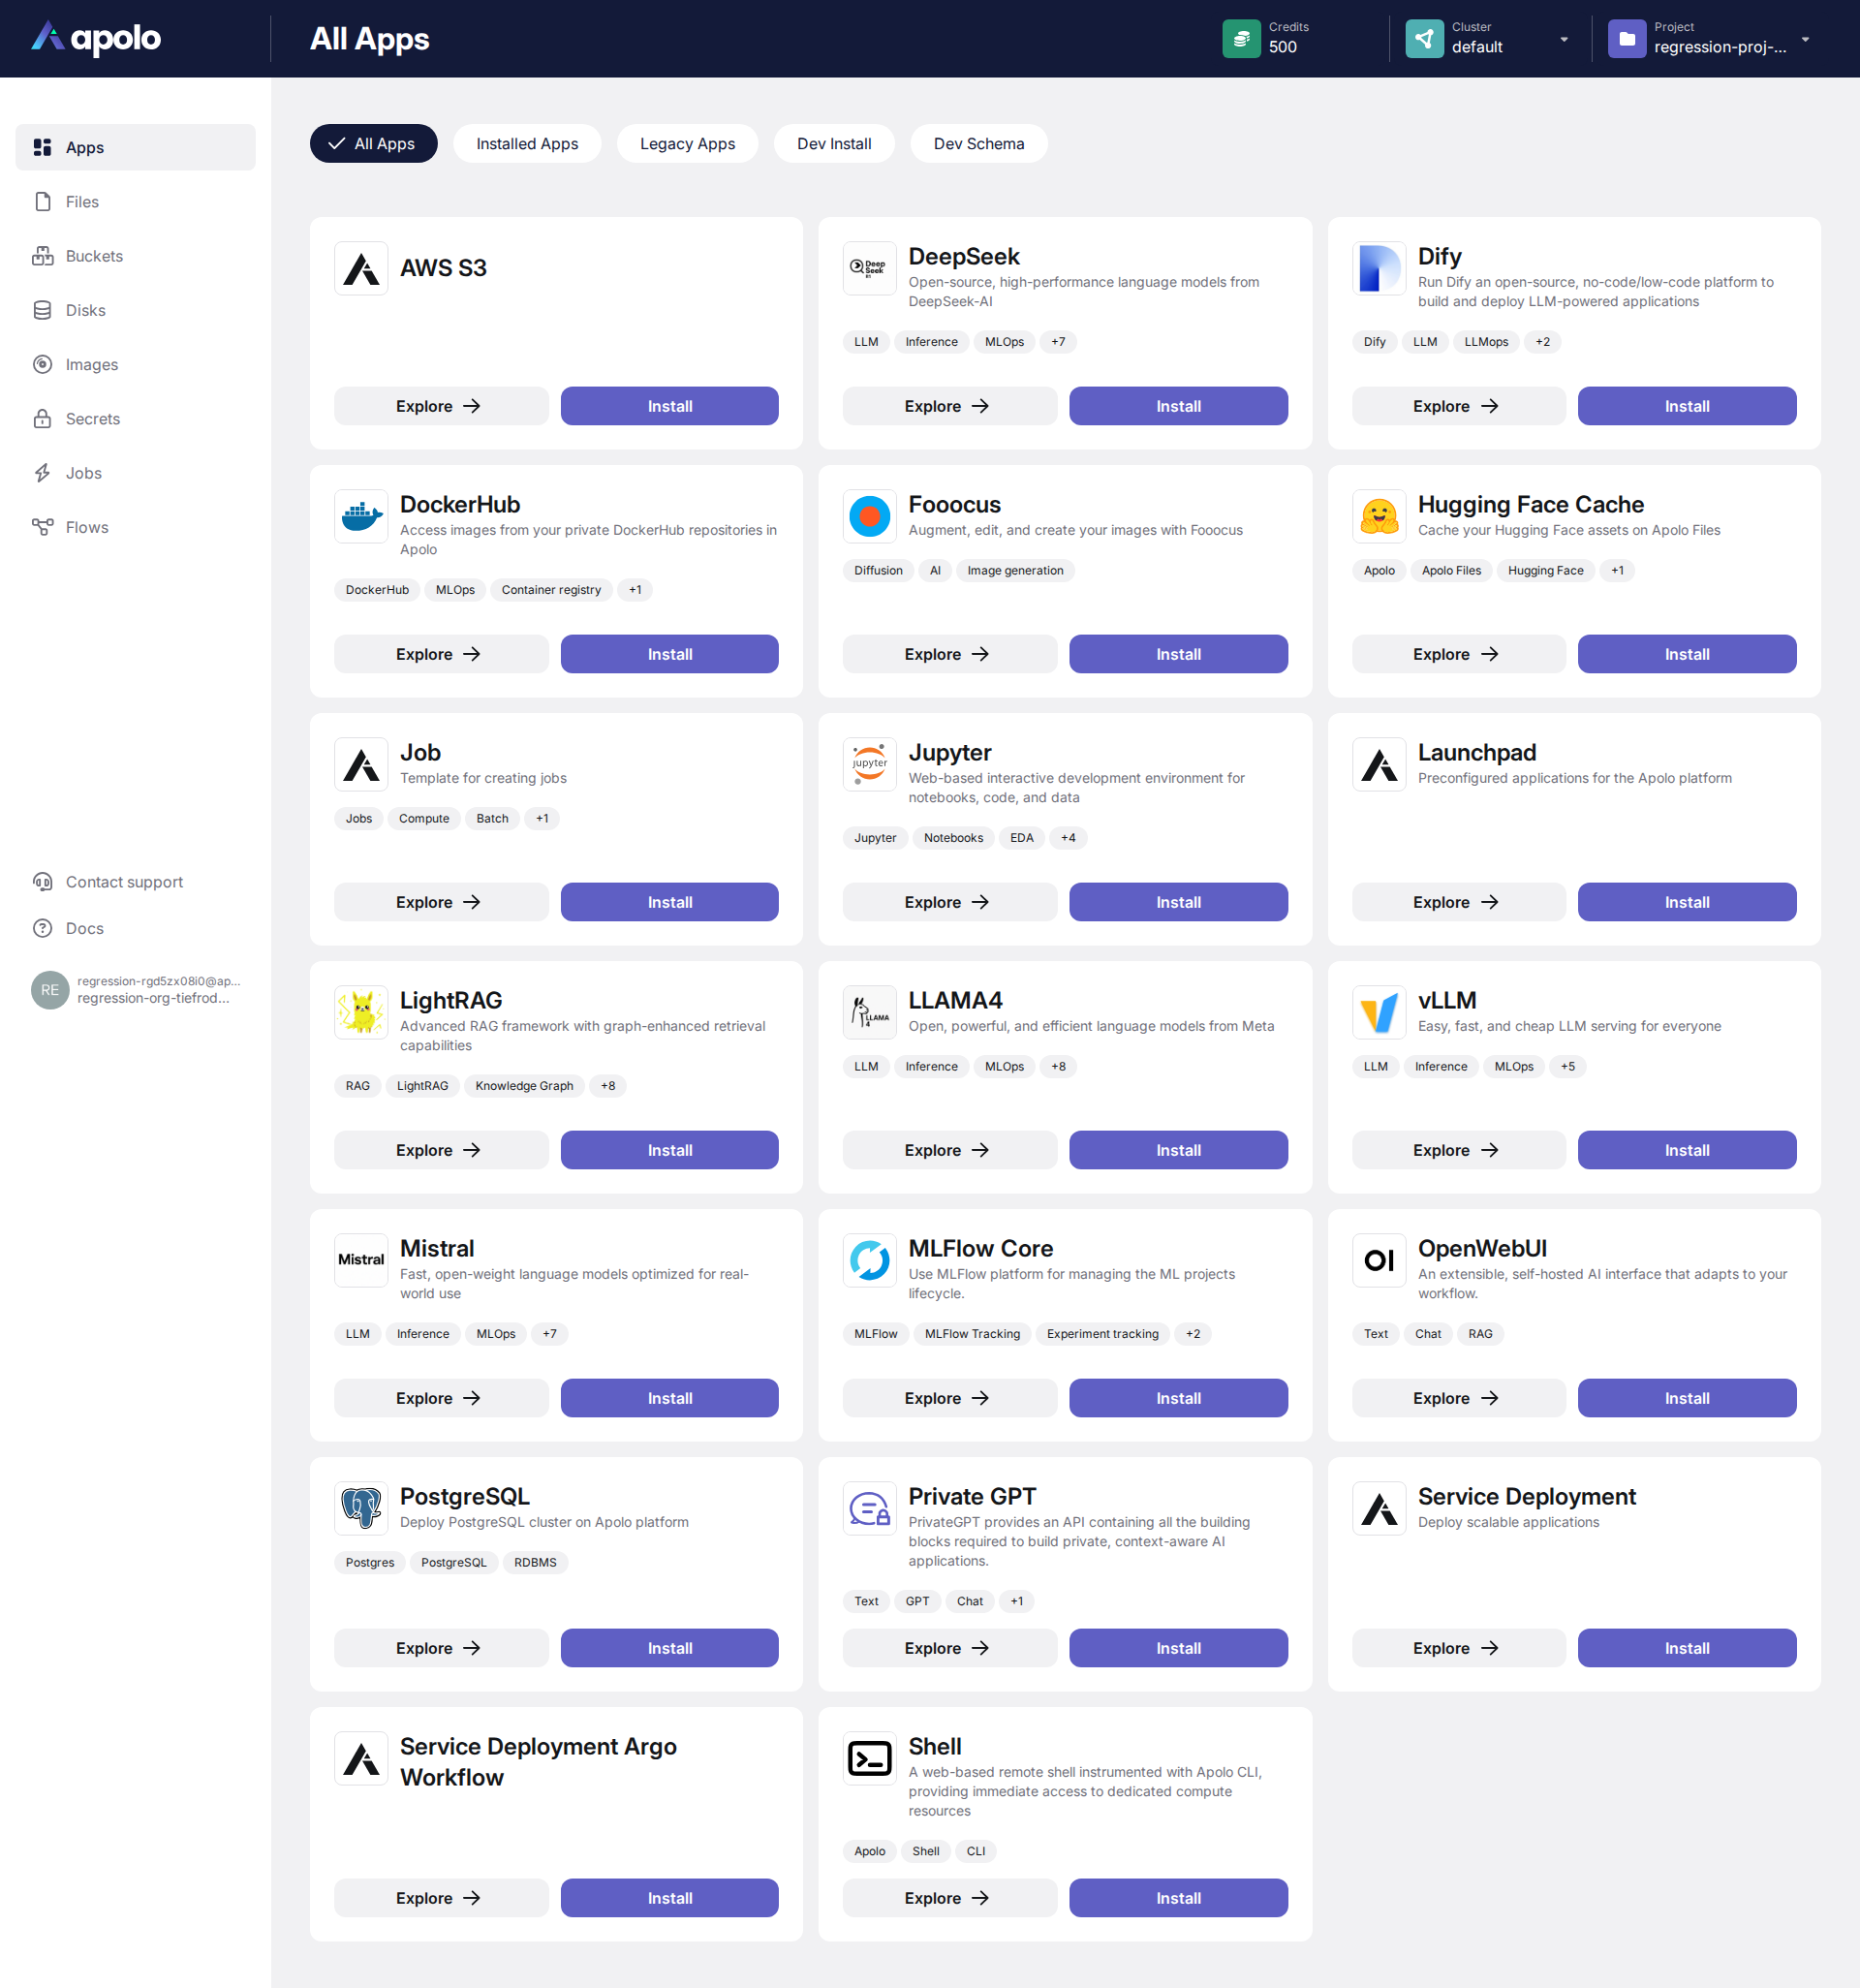 apolo
All Apps
Credits
500
Cluster
default
Project
regression-proj-...
Apps
Files
Buckets
Disks
Images
Secrets
Jobs
Flows
Contact support
Docs
RE
regression-rgd5zx08i0@ap...
regression-org-tiefrod...
All Apps
Installed Apps
Legacy Apps
Dev Install
Dev Schema
AWS S3
Explore
Install
Deep
Seek
R1
DeepSeek
Open-source, high-performance language models from
DeepSeek-AI
LLM Inference MLOps +7
Explore
Install
Dify
Run Dify an open-source, no-code/low-code platform to
build and deploy LLM-powered applications
Dify LLM LLMops +2
Explore
Install
DockerHub
Access images from your private DockerHub repositories in
Apolo
DockerHub MLOps Container registry +1
Explore
Install
Fooocus
Augment, edit, and create your images with Fooocus
Diffusion AI Image generation
Explore
Install
Hugging Face Cache
Cache your Hugging Face assets on Apolo Files
Apolo Apolo Files Hugging Face +1
Explore
Install
Job
Template for creating jobs
Jobs Compute Batch +1
Explore
Install
jupyter
Jupyter
Web-based interactive development environment for
notebooks, code, and data
Jupyter Notebooks EDA +4
Explore
Install
Launchpad
Preconfigured applications for the Apolo platform
Explore
Install
LightRAG
Advanced RAG framework with graph-enhanced retrieval
capabilities
RAG LightRAG Knowledge Graph +8
Explore
Install
LLAMA
4
LLAMA4
Open, powerful, and efficient language models from Meta
LLM Inference MLOps +8
Explore
Install
vLLM
Easy, fast, and cheap LLM serving for everyone
LLM Inference MLOps +5
Explore
Install
Mistral
Mistral
Fast, open-weight language models optimized for real-
world use
LLM Inference MLOps +7
Explore
Install
MLFlow Core
Use MLFlow platform for managing the ML projects
lifecycle.
MLFlow MLFlow Tracking Experiment tracking +2
Explore
Install
OI
OpenWebUI
An extensible, self-hosted AI interface that adapts to your
workflow.
Text Chat RAG
Explore
Install
PostgreSQL
Deploy PostgreSQL cluster on Apolo platform
Postgres PostgreSQL RDBMS
Explore
Install
Private GPT
PrivateGPT provides an API containing all the building
blocks required to build private, context-aware AI
applications.
Text GPT Chat +1
Explore
Install
Service Deployment
Deploy scalable applications
Explore
Install
Service Deployment Argo
Workflow
Explore
Install
Shell
A web-based remote shell instrumented with Apolo CLI,
providing immediate access to dedicated compute
resources
Apolo Shell CLI
Explore
Install